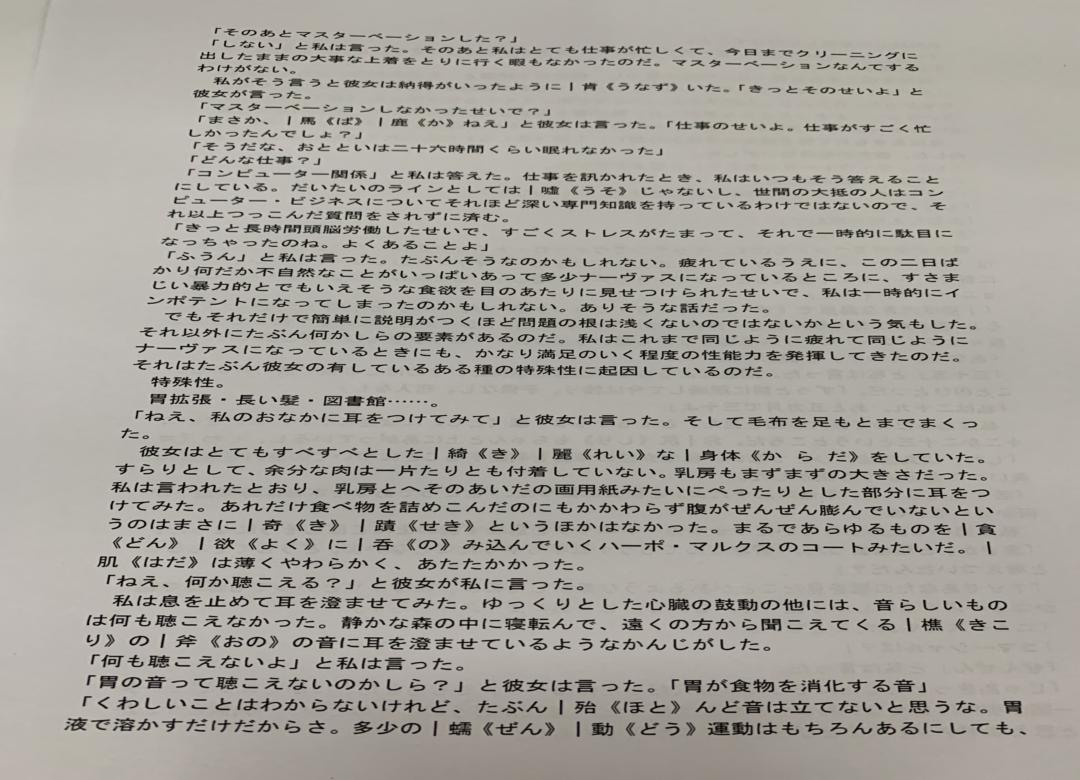 「そのあとマスターベーションした？」
「しない」と私は言った。そのあと私はとても仕事が忙しくて、今日までクリーニングに
出したままの大事な上着をとりに行く暇もなかったのだ。マスターベーションなんてする
わけがない。
私がそう言うと彼女は納得がいったように｜肯《うなず》いた。「きっとそのせいよ」と
彼女が言った。
「マスターベーションしなかったせいで？」
「まさか、｜馬《ば》｜鹿《か》ねえ」と彼女は言った。「仕事のせいよ。仕事がすごく忙
しかったんでしょ？」
「そうだな、おとといは二十六時間くらい眠れなかった」
「どんな仕事？」
「コンピューター関係」と私は答えた。仕事を訊かれたとき、私はいつもそう答えること
にしている。だいたいのラインとしては｜嘘《うそ》じゃないし、世間の大抵の人はコン
ピューター・ビジネスについてそれほど深い専門知識を持っているわけではないので、そ
れ以上つっこんだ質問をされずに済む。
「きっと長時間頭脳労働したせいで、すごくストレスがたまって、それで一時的に駄目に
なっちゃったのね。よくあることよ」
「ふうん」と私は言った。たぶんそうなのかもしれない。疲れているうえに、この二日ば
かり何だか不自然なことがいっぱいあって多少ナーヴァスになっているところに、すさま
じい暴力的とでもいえそうな食欲を目のあたりに見せつけられたせいで、私は一時的にイ
ンポテントになってしまったのかもしれない。ありそうな話だった。
でもそれだけで簡単に説明がつくほど問題の根は浅くないのではないかという気もした。
それ以外にたぶん何かしらの要素があるのだ。私はこれまで同じように疲れて同じように
ナーヴァスになっているときにも、かなり満足のいく程度の性能力を発揮してきたのだ。
それはたぶん彼女の有しているある種の特殊性に起因しているのだ。
特殊性。
胃拡張・長い髪・図書館……。
「ねえ、私のおなかに耳をつけてみて」と彼女は言った。そして毛布を足もとまでまくっ
た。
彼女はとてもすべすべとした｜綺《き》｜麗《れい》な｜身体《か ら だ》をしていた。
すらりとして、余分な肉は一片たりとも付着していない。乳房もまずまずの大きさだった。
私は言われたとおり、乳房とへそのあいだの画用紙みたいにぺったりとした部分に耳をつ
けてみた。あれだけ食べ物を詰めこんだのにもかかわらず腹がぜんぜん膨んでいないとい
うのはまさに｜奇《き》｜蹟《せき》というほかはなかった。まるであらゆるものを｜貪
《どん》｜欲《よく》に｜呑《の》み込んでいくハーポ・マルクスのコートみたいだ。｜
肌《はだ》は薄くやわらかく、あたたかかった。
「ねえ、何か聴こえる？」と彼女が私に言った。
私は息を止めて耳を澄ませてみた。ゆっくりとした心臓の鼓動の他には、音らしいもの
は何も聴こえなかった。静かな森の中に寝転んで、遠くの方から聞こえてくる｜樵《きこ
り》の｜斧《おの》の音に耳を澄ませているようなかんじがした。
「何も聴こえないよ」と私は言った。
「胃の音って聴こえないのかしら？」と彼女は言った。「胃が食物を消化する音」
「くわしいことはわからないけれど、たぶん｜殆《ほと》んど音は立てないと思うな。胃
液で溶かすだけだからさ。多少の｜蠕《ぜん》｜動《どう》運動はもちろんあるにしても、